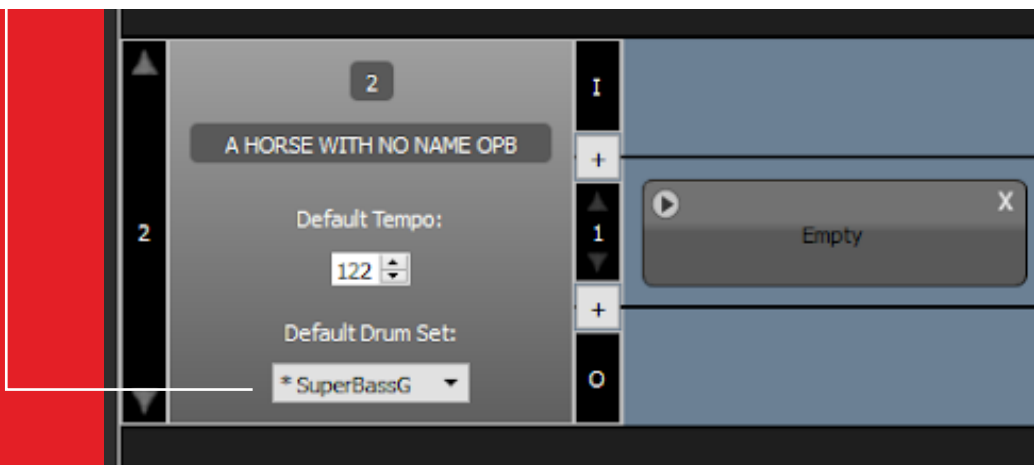 2
2
A HORSE WITH NO NAME OPB
Default Tempo:
122
Default Drum Set:
* SuperBassG
I
+
1
+
O
X
Empty